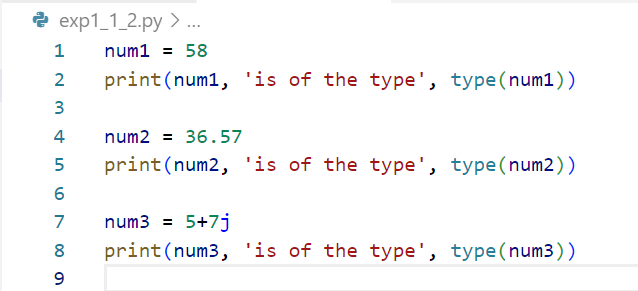 exp1_1_2.py > ...
1 num1 = 58
2 print(num1, 'is of the type', type(num1))
3
4 num2 = 36.57
5 print(num2, 'is of the type', type(num2))
6
7 num3 = 5+7j
8 print(num3, 'is of the type', type(num3))
9